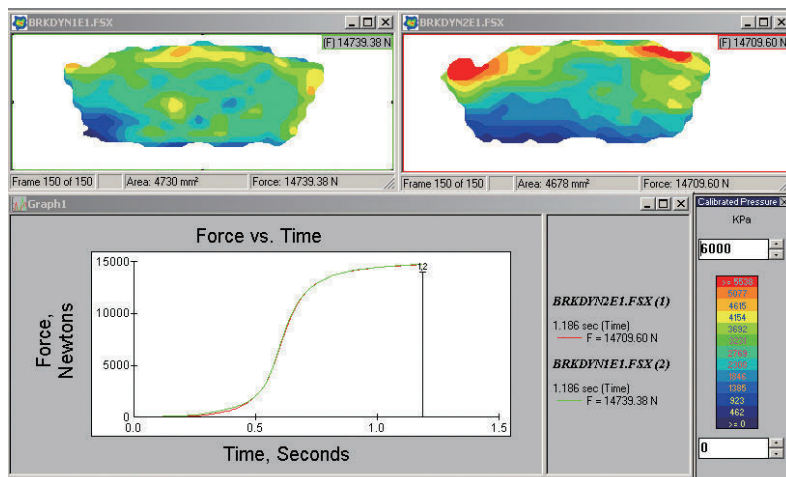 BRKDYN1E1.FSX
(F) 14739.38 N
Frame 150 of 150 Area: 4730 mm² Force: 14739.38 N
BRKDYN2E1.FSX
(F) 14709.60 N
Frame 150 of 150 Area: 4678 mm² Force: 14709.60 N
Graph1
Force vs. Time
Force,
Newtons
15000
10000
5000
0
0.0 0.5 1.0 1.5
Time, Seconds
BRKDYN2E1.FSX (1)
1.186 sec (Time)
F = 14709.60 N
BRKDYN1E1.FSX (2)
1.186 sec (Time)
F = 14739.38 N
Calibrated Pressure
KPa
6000
>= 5538
5077
4615
4154
3692
1385
923
462
>= 0
0